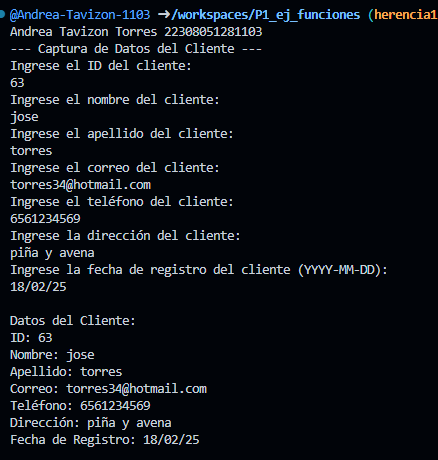 @Andrea-Tavizon-1103 ➜/workspaces/P1_ej_funciones (herencia1
Andrea Tavizon Torres 22308051281103
--- Captura de Datos del Cliente ---
Ingrese el ID del cliente:
63
Ingrese el nombre del cliente:
jose
Ingrese el apellido del cliente:
torres
Ingrese el correo del cliente:
torres34@hotmail.com
Ingrese el teléfono del cliente:
6561234569
Ingrese la dirección del cliente:
piña y avena
Ingrese la fecha de registro del cliente (YYYY-MM-DD):
18/02/25

Datos del Cliente:
ID: 63
Nombre: jose
Apellido: torres
Correo: torres34@hotmail.com
Teléfono: 6561234569
Dirección: piña y avena
Fecha de Registro: 18/02/25